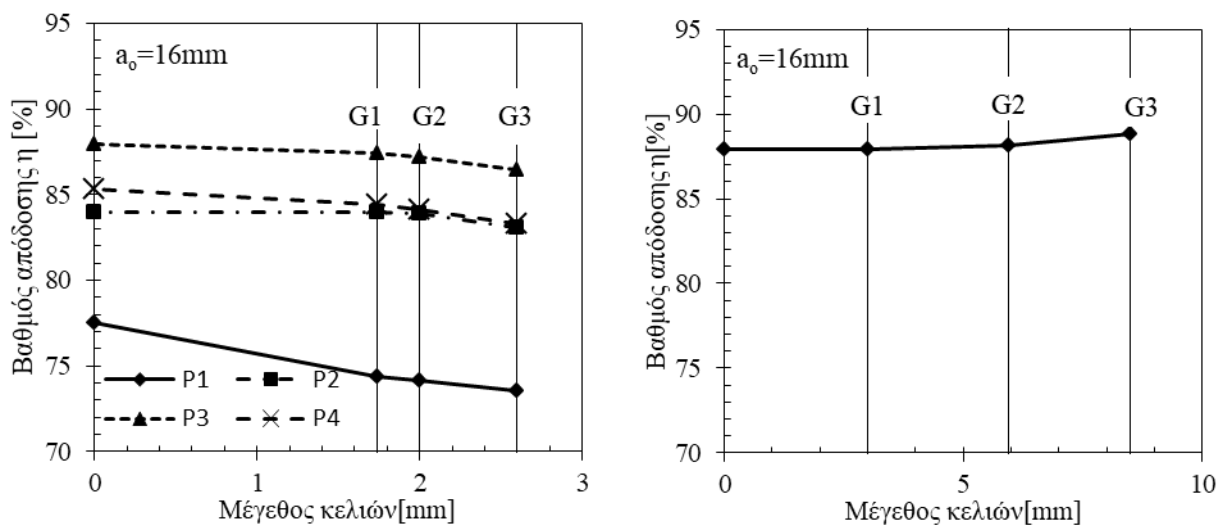 95
90
85
80
75
70
Βαθμός απόδοσης η [%]
aₒ=16mm
G1 G2 G3
P1 P2
P3 P4
0 1 2 3
Μέγεθος κελιών[mm]
95
90
85
80
75
70
Βαθμός απόδοσης η[%]
aₒ=16mm
G1 G2 G3
0 5 10
Μέγεθος κελιών[mm]